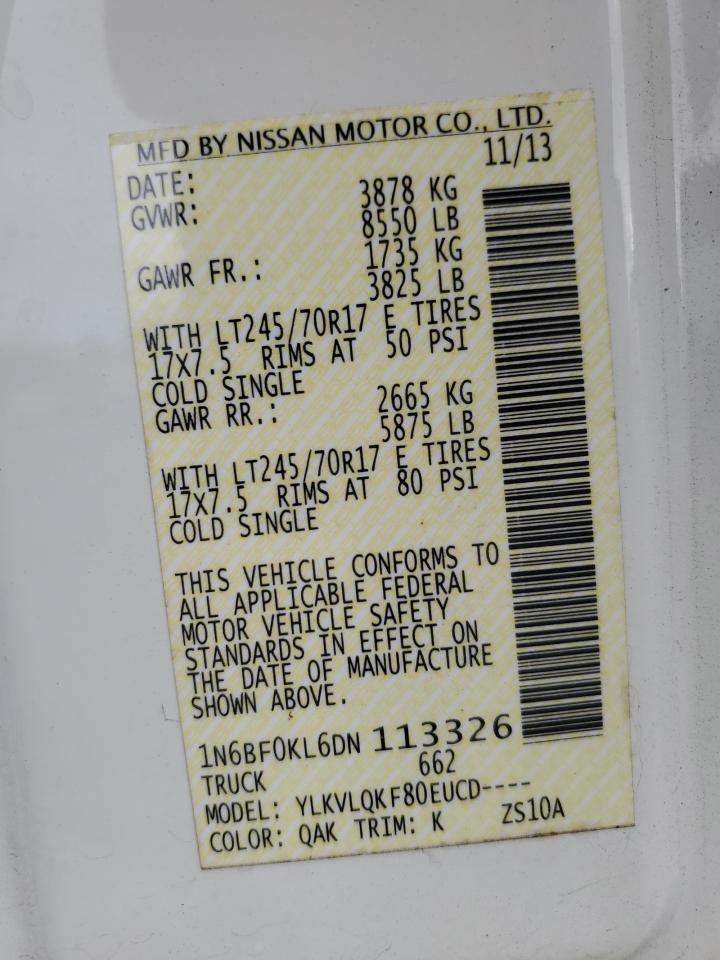 MFD BY NISSAN MOTOR CO., LTD.
DATE: 11/13
GVWR: 3878 KG
8550 LB
GAWR FR.: 1735 KG
3825 LB
WITH LT245/70R17 E TIRES
17X7.5 RIMS AT 50 PSI
COLD SINGLE
GAWR RR.: 2665 KG
5875 LB
WITH LT245/70R17 E TIRES
17X7.5 RIMS AT 80 PSI
COLD SINGLE
THIS VEHICLE CONFORMS TO
ALL APPLICABLE FEDERAL
MOTOR VEHICLE SAFETY
STANDARDS IN EFFECT ON
THE DATE OF MANUFACTURE
SHOWN ABOVE.
1N6BF0KL6DN 113326
TRUCK 662
MODEL: YLKVLQKF80EUCD----
COLOR: QAK TRIM: K ZS10A